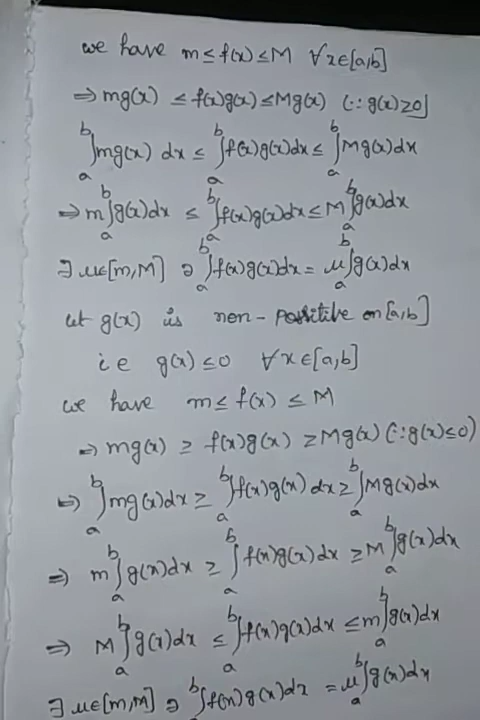 we have m ≤ f(x) ≤ M ∀x∈[a,b]
⇒ mg(x) ≤ f(x)g(x) ≤ Mg(x) (∵ g(x) ≥ 0]
∫_a^b mg(x) dx ≤ ∫_a^b f(x)g(x)dx ≤ ∫_a^b Mg(x)dx
⇒ m∫_a^b g(x)dx ≤ ∫_a^b f(x)g(x)dx ≤ M∫_a^b g(x)dx
∃ μ∈[m,M] ∋ ∫_a^b f(x)g(x)dx = μ∫_a^b g(x)dx
let g(x) is non-positive on [a,b]
i.e g(x) ≤ 0 ∀x∈[a,b]
we have m ≤ f(x) ≤ M
⇒ mg(x) ≥ f(x)g(x) ≥ Mg(x) (∵ g(x) ≤ 0)
⇒ ∫_a^b mg(x)dx ≥ ∫_a^b f(x)g(x) dx ≥ ∫_a^b Mg(x)dx
⇒ m∫_a^b g(x)dx ≥ ∫_a^b f(x)g(x)dx ≥ M∫_a^b g(x)dx
⇒ M∫_a^b g(x)dx ≤ ∫_a^b f(x)g(x)dx ≤ m∫_a^b g(x)dx
∃ μ∈[m,M] ∋ ∫_a^b f(x)g(x)dx = μ∫_a^b g(x)dx